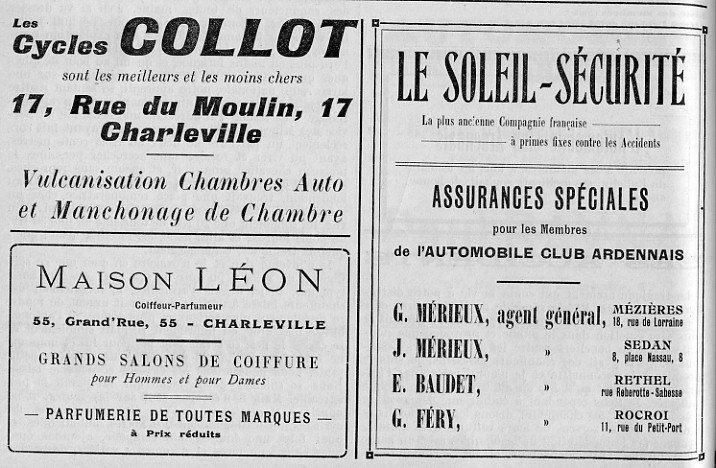 Les
Cycles COLLOT
sont les meilleurs et les moins chers
17, Rue du Moulin, 17
Charleville
Vulcanisation Chambres Auto
et Manchonage de Chambre
MAISON LÉON
Coiffeur-Parfumeur
55, Grand'Rue, 55 - CHARLEVILLE
GRANDS SALONS DE COIFFURE
pour Hommes et pour Dames
— PARFUMERIE DE TOUTES MARQUES —
à Prix réduits
LE SOLEIL-SÉCURITÉ
La plus ancienne Compagnie française
à primes fixes contre les Accidents
ASSURANCES SPÉCIALES
pour les Membres
de l'AUTOMOBILE CLUB ARDENNAIS
G. MÉRIEUX, agent général, MÉZIÈRES
18, rue de Lorraine
J. MÉRIEUX, » SEDAN
8, place Nassau, 8
E. BAUDET, » RETHEL
rue Reberotte-Sabesse
G. FÉRY, » ROCROI
11, rue du Petit-Port